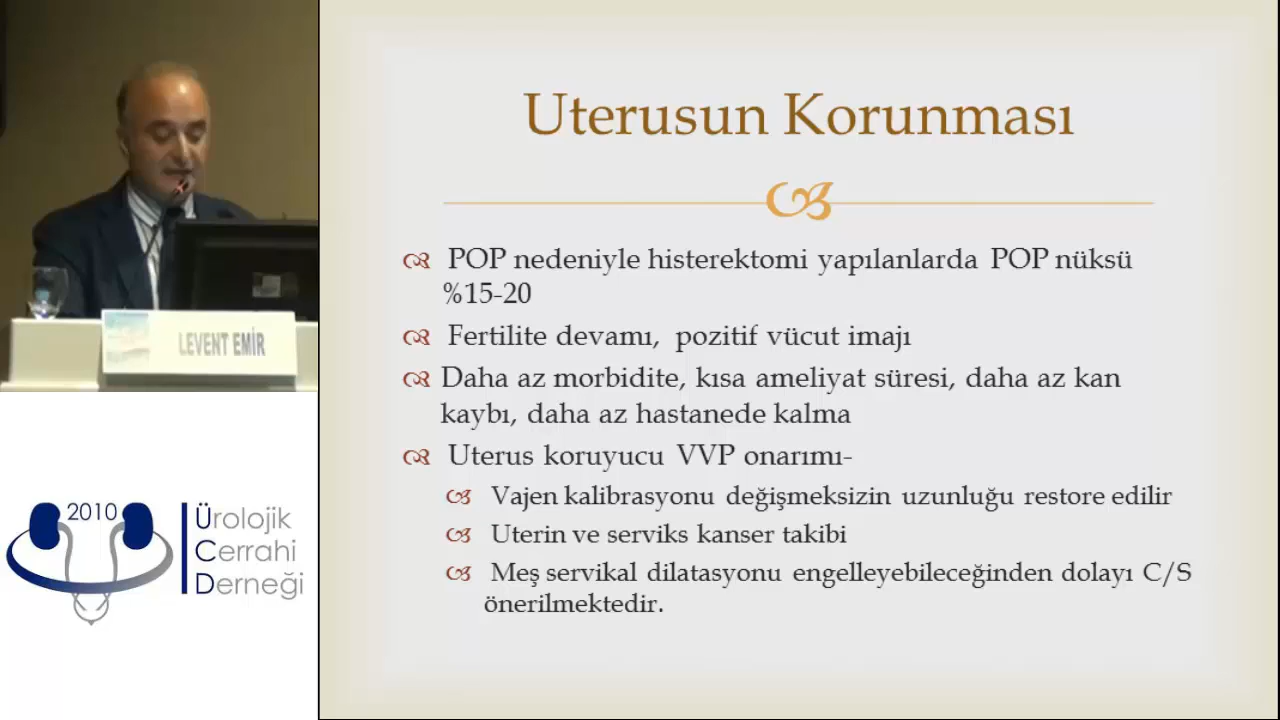 Uterusun Korunması
POP nedeniyle histerektomi yapılanlarda POP nüksü
%15-20
Fertilite devamı, pozitif vücut imajı
Daha az morbidite, kısa ameliyat süresi, daha az kan
kaybı, daha az hastanede kalma
Uterus koruyucu VVP onarımı-
Vajen kalibrasyonu değişmeksizin uzunluğu restore edilir
Uterin ve serviks kanser takibi
Meş servikal dilatasyonu engelleyebileceğinden dolayı C/S
önerilmektedir.
LEVENT EMİR
2010
Ürolojik
Cerrahi
Derneği